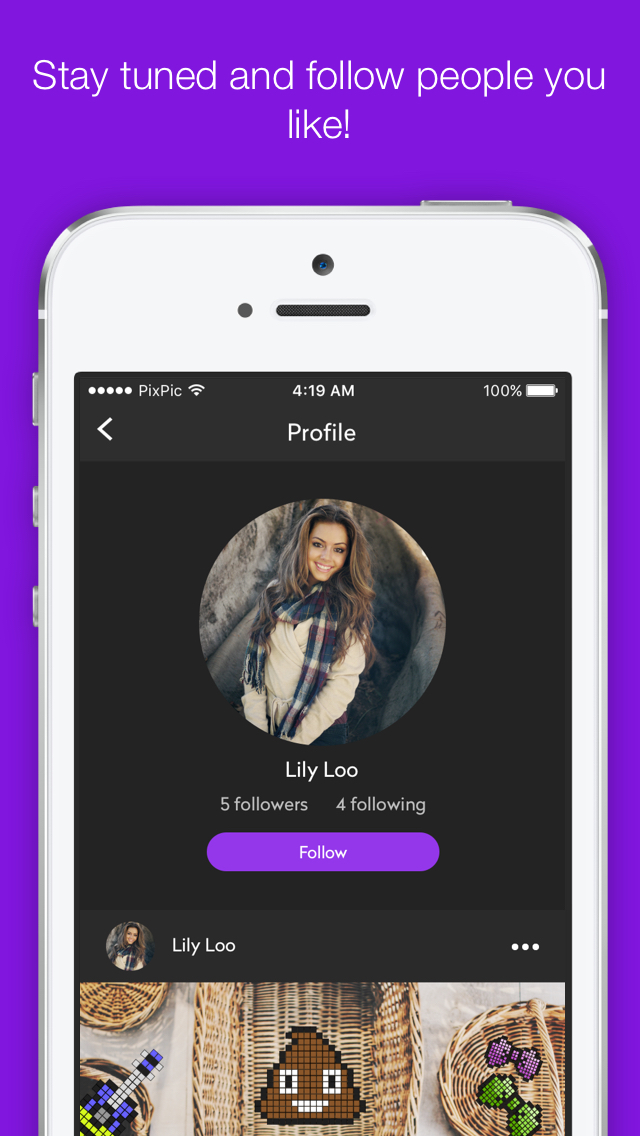 Stay tuned and follow people you
like!
PixPic 4:19 AM 100%
Profile
Lily Loo
5 followers 4 following
Follow
Lily Loo